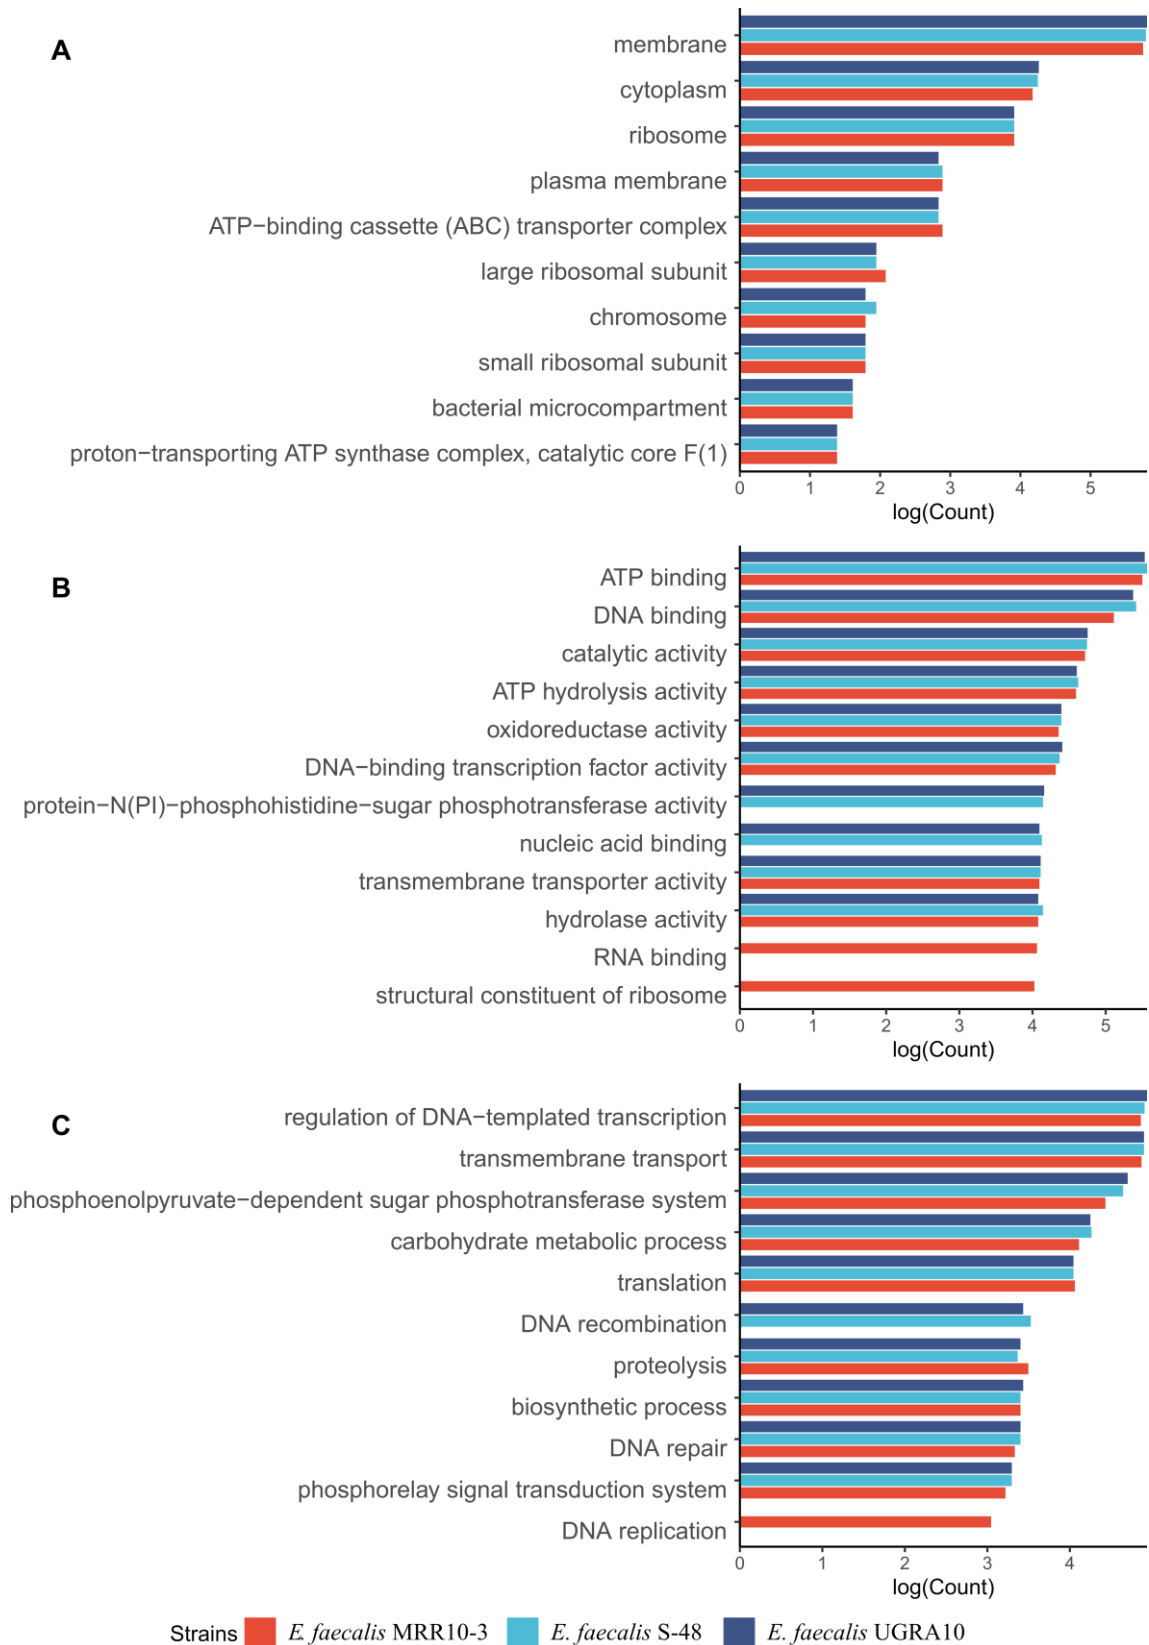 A
membrane
cytoplasm
ribosome
plasma membrane
ATP−binding cassette (ABC) transporter complex
large ribosomal subunit
chromosome
small ribosomal subunit
bacterial microcompartment
proton−transporting ATP synthase complex, catalytic core F(1)
0 1 2 3 4 5
log(Count)
B
ATP binding
DNA binding
catalytic activity
ATP hydrolysis activity
oxidoreductase activity
DNA−binding transcription factor activity
protein−N(PI)−phosphohistidine−sugar phosphotransferase activity
nucleic acid binding
transmembrane transporter activity
hydrolase activity
RNA binding
structural constituent of ribosome
0 1 2 3 4 5
log(Count)
C
regulation of DNA−templated transcription
transmembrane transport
phosphoenolpyruvate−dependent sugar phosphotransferase system
carbohydrate metabolic process
translation
DNA recombination
proteolysis
biosynthetic process
DNA repair
phosphorelay signal transduction system
DNA replication
0 1 2 3 4
log(Count)
Strains E. faecalis MRR10-3 E. faecalis S-48 E. faecalis UGRA10